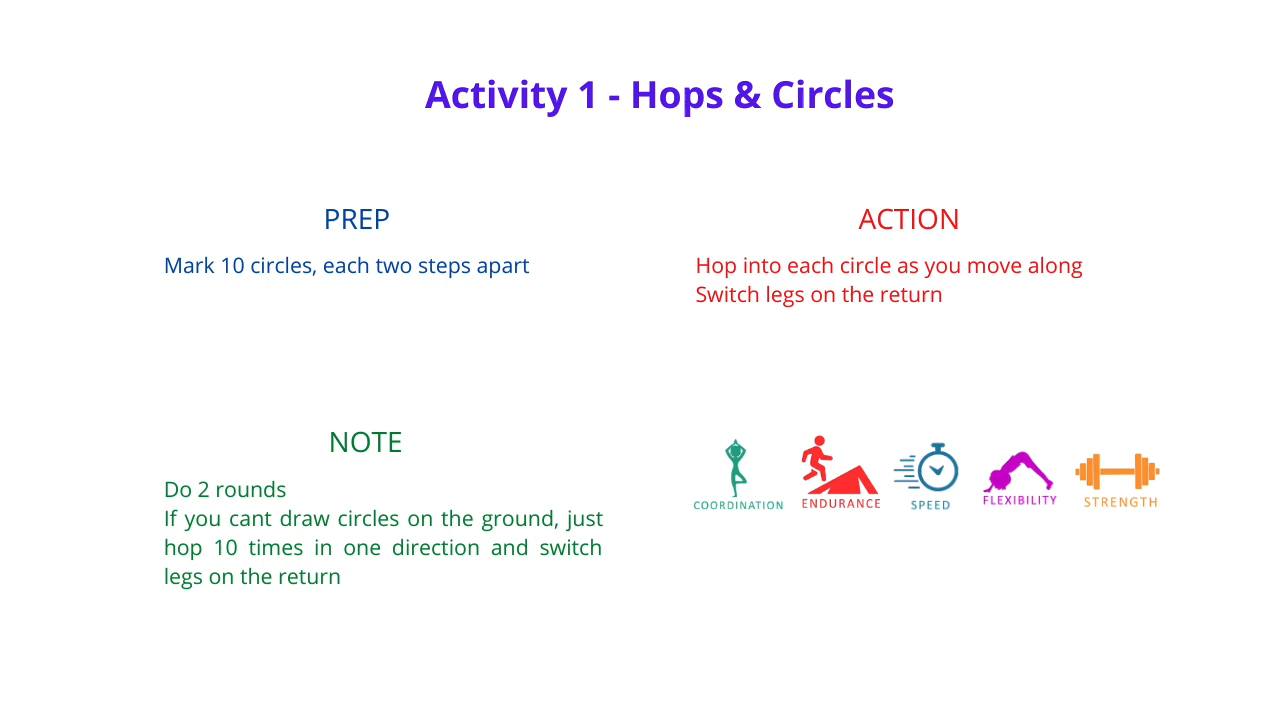 Activity 1 - Hops & Circles
PREP
Mark 10 circles, each two steps apart
ACTION
Hop into each circle as you move along
Switch legs on the return
NOTE
Do 2 rounds
If you cant draw circles on the ground, just
hop 10 times in one direction and switch
legs on the return
COORDINATION
ENDURANCE
SPEED
FLEXIBILITY
STRENGTH